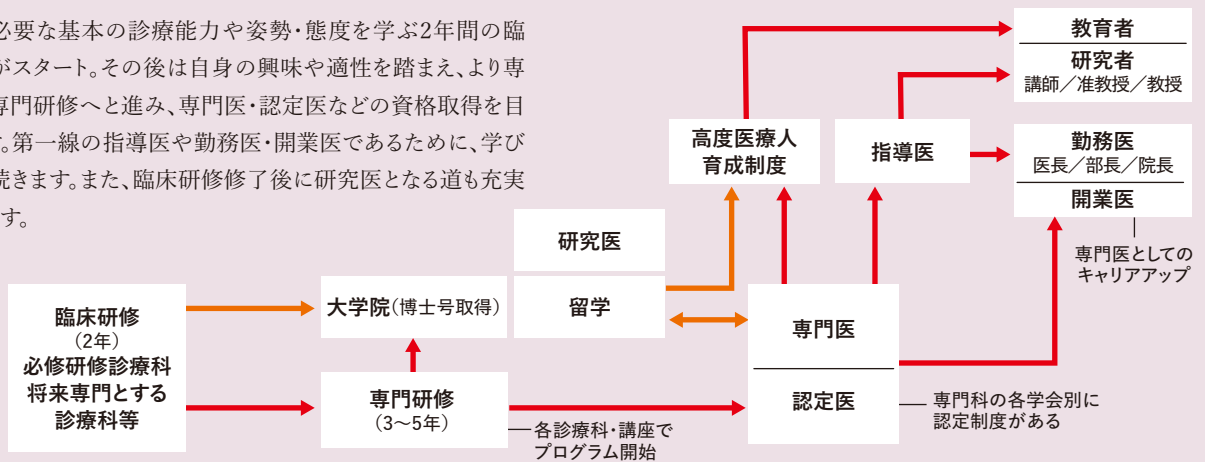 必要な基本の診療能力や姿勢・態度を学ぶ2年間の臨
がスタート。その後は自身の興味や適性を踏まえ、より専
専門研修へと進み、専門医・認定医などの資格取得を目
。第一線の指導医や勤務医・開業医であるために、学び
続きます。また、臨床研修修了後に研究医となる道も充実
す。
教育者
研究者
講師／准教授／教授
高度医療人
育成制度
指導医
勤務医
医長／部長／院長
開業医
専門医としての
キャリアアップ
研究医
留学
大学院(博士号取得)
臨床研修
(2年)
必修研修診療科
将来専門とする
診療科等
専門研修
(3〜5年)
各診療科・講座で
プログラム開始
専門医
認定医
専門科の各学会別に
認定制度がある